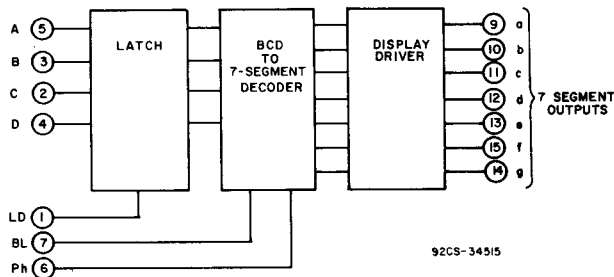 A 5
B 3
C 2
D 4
LD 1
BL 7
Ph 6
LATCH
BCD
TO
7-SEGMENT
DECODER
DISPLAY
DRIVER
9 a
10 b
11 c
12 d
13 e
15 f
14 g
7 SEGMENT
OUTPUTS
92CS-34515